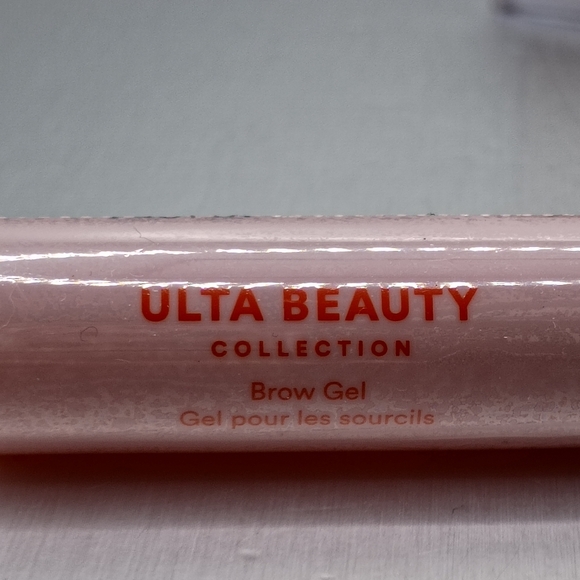 ULTA BEAUTY
COLLECTION
Brow Gel
Gel pour les sourcils